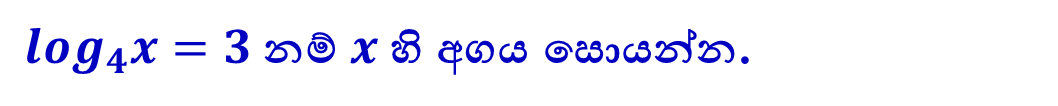 log₄x = 3 නම් x හි අගය සොයන්න.